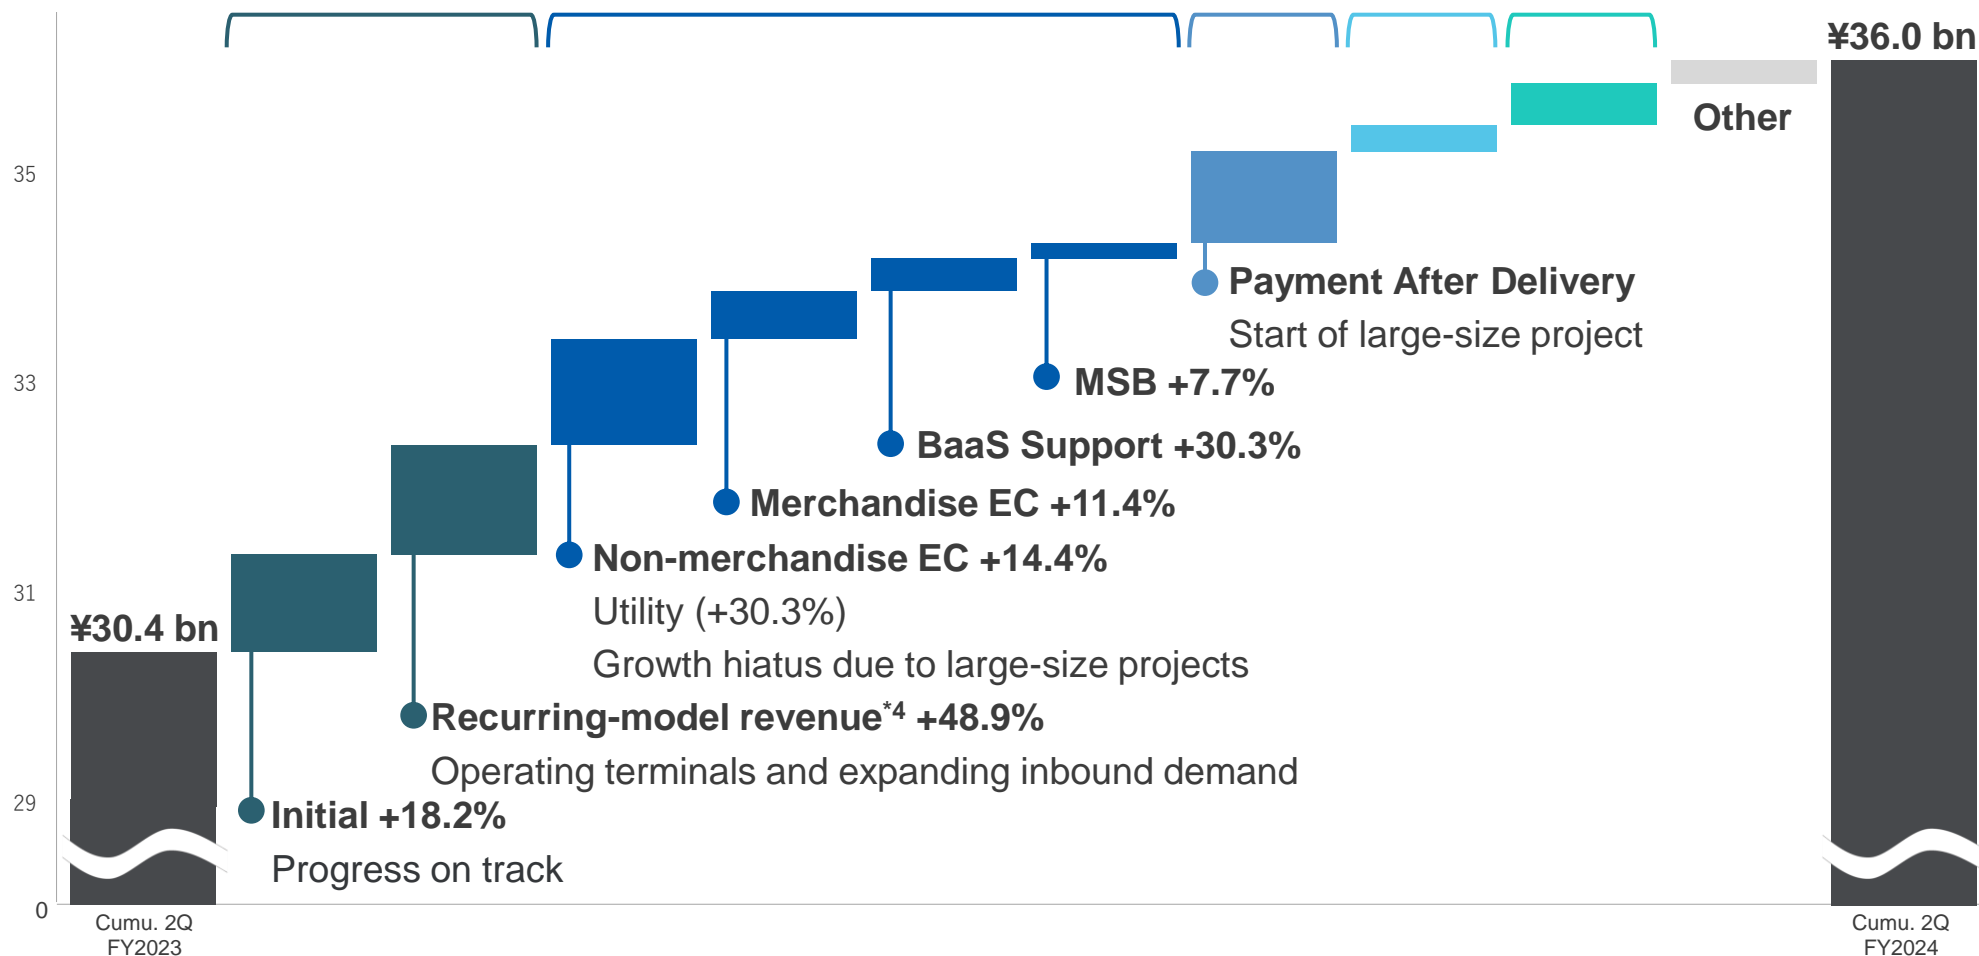 ¥36.0 bn
Other
35
Payment After Delivery
Start of large-size project
33
MSB +7.7%
BaaS Support +30.3%
Merchandise EC +11.4%
Non-merchandise EC +14.4%
31
Utility (+30.3%)
¥30.4 bn
Growth hiatus due to large-size projects
Recurring-model revenue*4 +48.9%
Operating terminals and expanding inbound demand
29
Initial +18.2%
Progress on track
0
Cumu. 2Q
FY2023
Cumu. 2Q
FY2024